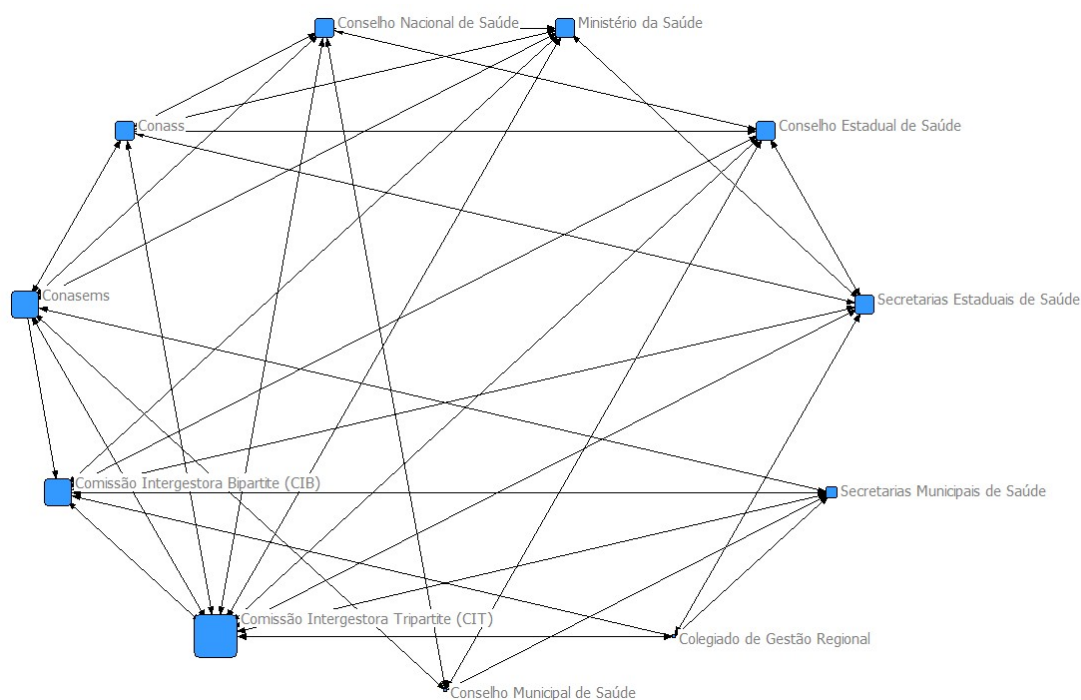 Conselho Nacional de Saúde
Ministério da Saúde
Conass
Conselho Estadual de Saúde
Conasems
Secretarias Estaduais de Saúde
Comissão Intergestora Bipartite (CIB)
Secretarias Municipais de Saúde
Comissão Intergestora Tripartite (CIT)
Colegiado de Gestão Regional
Conselho Municipal de Saúde